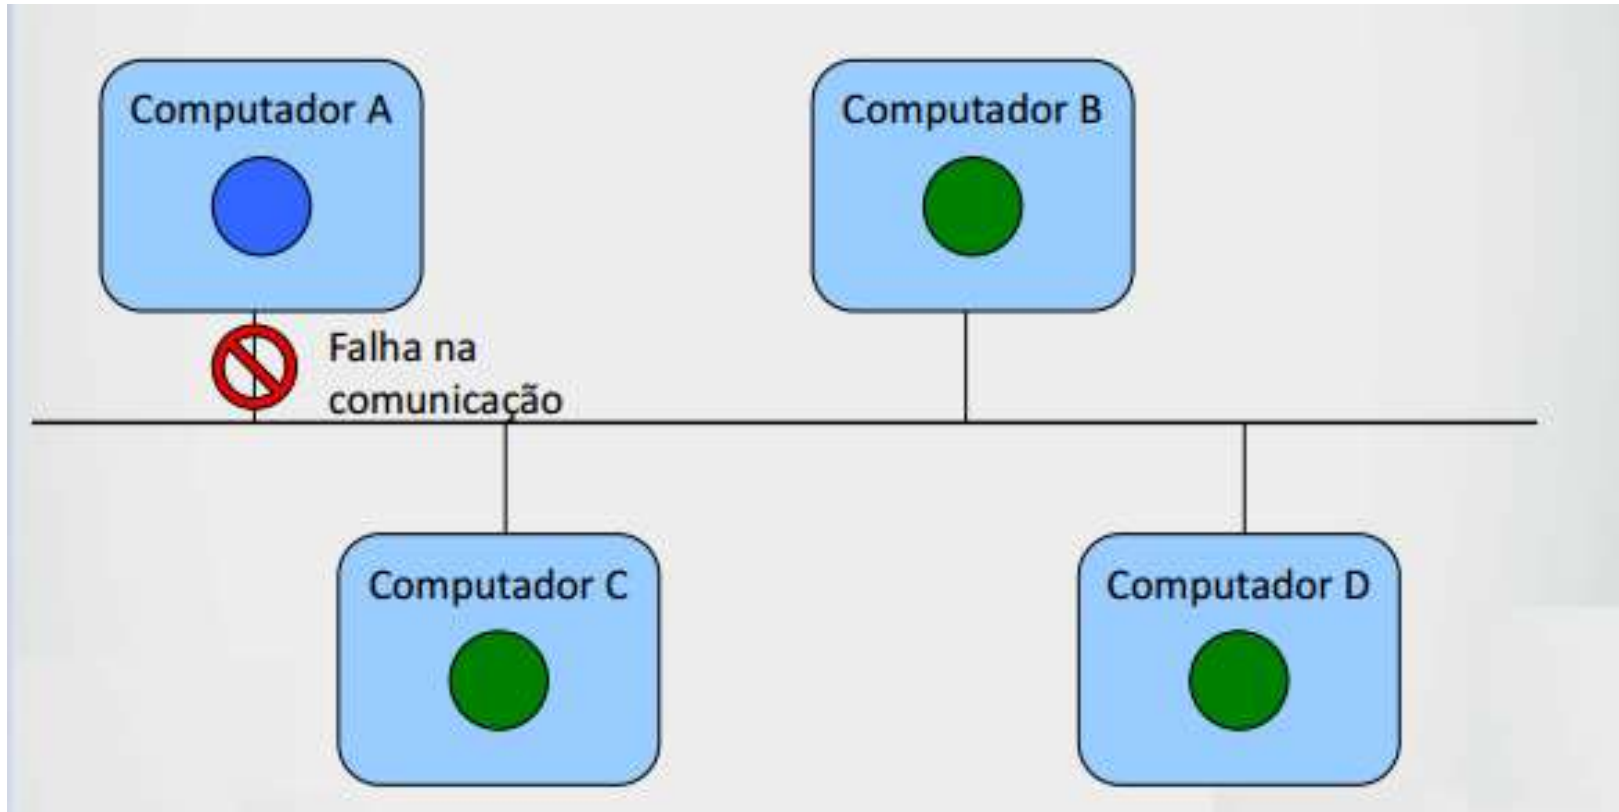 Computador A
Computador B
Falha na
comunicação
Computador C
Computador D